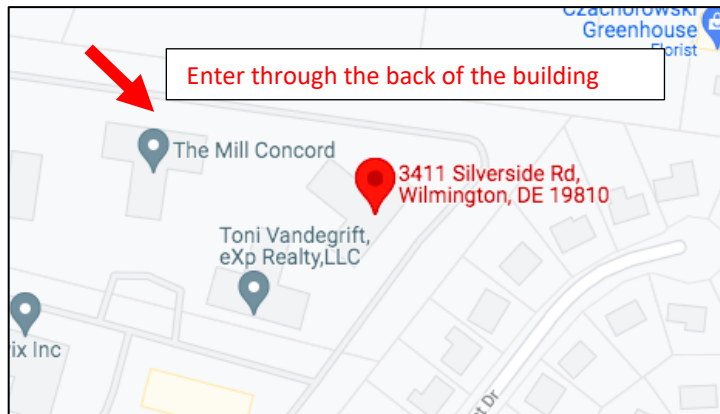 Czachorowski
Greenhouse
Florist
Enter through the back of the building
The Mill Concord
3411 Silverside Rd,
Wilmington, DE 19810
Toni Vandegrift,
eXp Realty,LLC
ix Inc
Dr